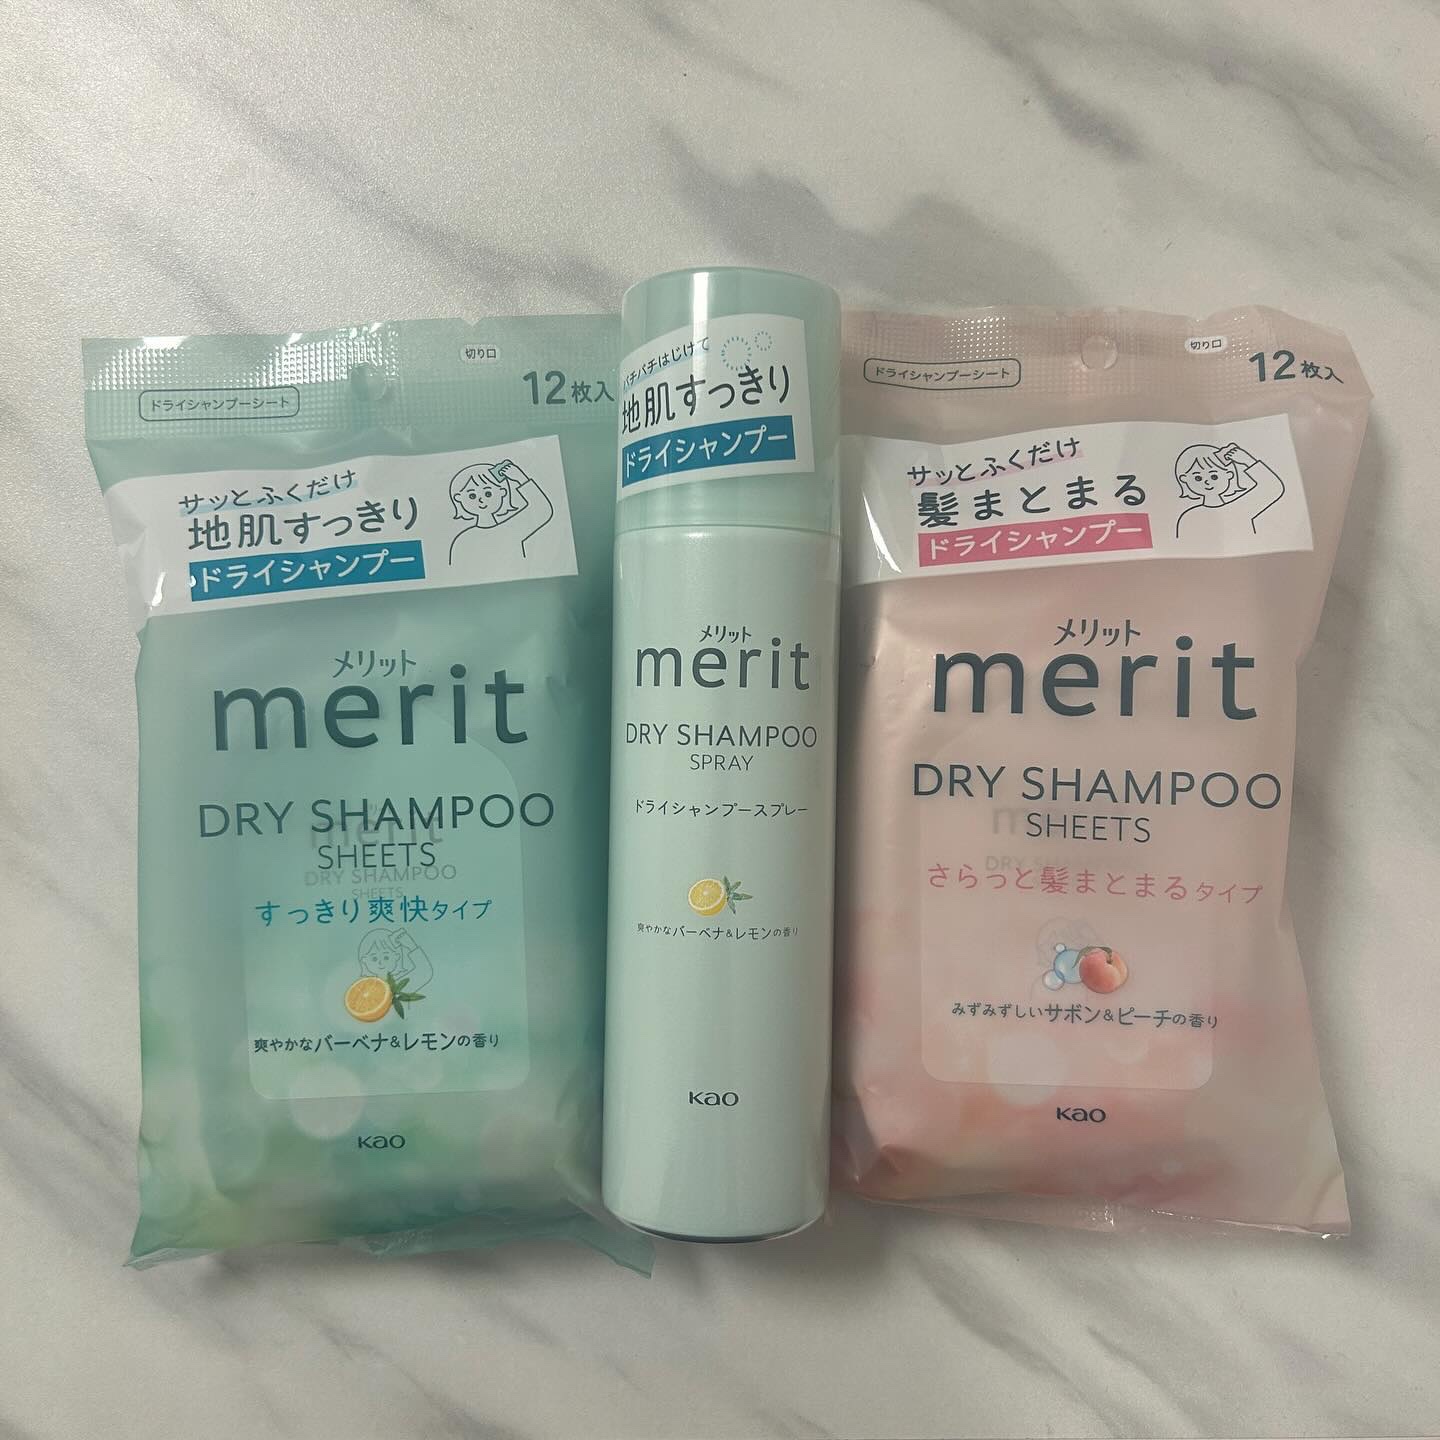 ドライシャンプーシート
切り口
12枚入
サッとふくだけ
地肌すっきり
ドライシャンプー
メリット
merit
DRY SHAMPOO
SHEETS
merit
DRY SHAMPOO
SHEETS
すっきり爽快タイプ
爽やかなバーベナ&レモンの香り
Kao
パチパチはじけて
地肌すっきり
ドライシャンプー
メリット
merit
DRY SHAMPOO
SPRAY
ドライシャンプースプレー
爽やかなバーベナ&レモンの香り
Kao
ドライシャンプーシート
切り口
12枚入
サッとふくだけ
髪まとまる
ドライシャンプー
メリット
merit
DRY SHAMPOO
SHEETS
さらっと髪まとまるタイプ
みずみずしいサボン&ピーチの香り
Kao